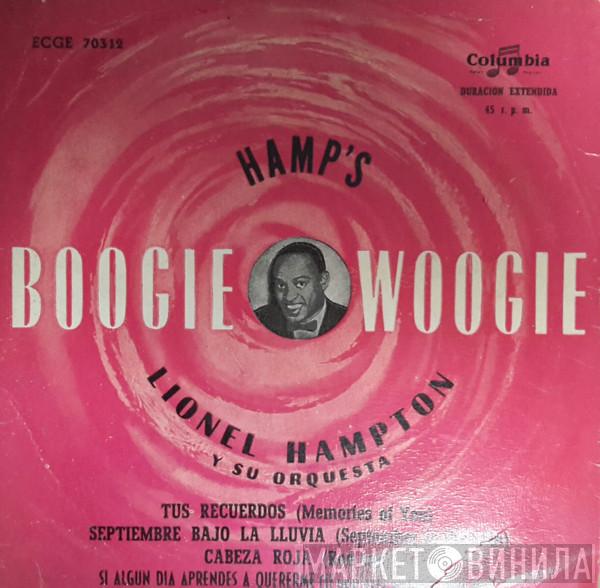 ECGE 70312
Columbia
DURACION EXTENDIDA
45 r. p. m.
HAMP'S
BOOGIE WOOGIE
LIONEL HAMPTON
Y SU ORQUESTA
TUS RECUERDOS (Memories of You)
SEPTIEMBRE BAJO LA LLUVIA (September
CABEZA ROJA
SI ALGUN DIA APRENDES A QUERERME
МАРКЕТ ВИНИЛА